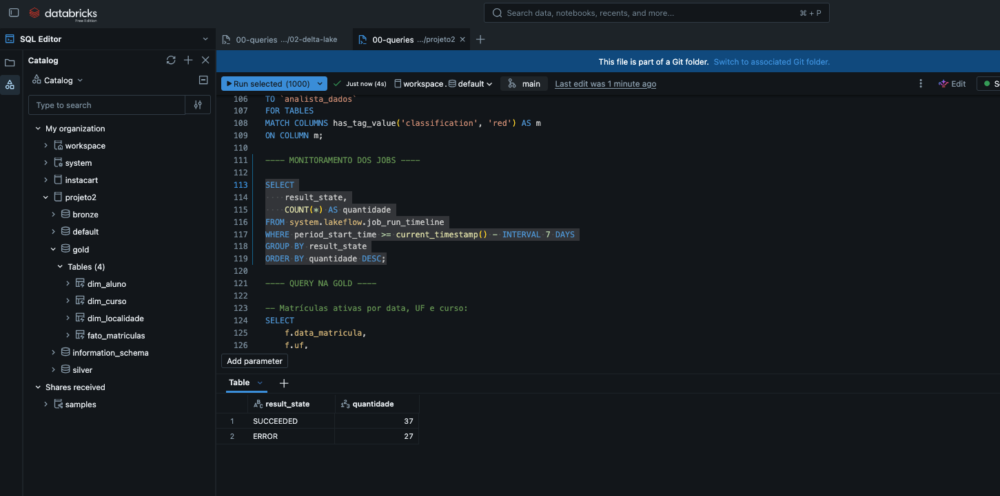 databricks
Free Edition
Search data, notebooks, recents, and more...
⌘ + P
SQL Editor
00-queries .../02-delta-lake
00-queries .../projeto2
Catalog
This file is part of a Git folder. Switch to associated Git folder.
Catalog
Run selected (1000)
Just now (4s)
workspace. default
main
Last edit was 1 minute ago
Edit
Type to search
My organization
workspace
system
instacart
projeto2
bronze
default
gold
Tables (4)
dim_aluno
dim_curso
dim_localidade
fato_matriculas
information_schema
silver
Shares received
samples
106 TO `analista_dados`
107 FOR TABLES
108 MATCH COLUMNS has_tag_value('classification', 'red') AS m
109 ON COLUMN m;
110
111 ---- MONITORAMENTO DOS JOBS ----
112
113 SELECT
114     result_state,
115     COUNT(*) AS quantidade
116 FROM system.lakeflow.job_run_timeline
117 WHERE period_start_time >= current_timestamp() - INTERVAL 7 DAYS
118 GROUP BY result_state
119 ORDER BY quantidade DESC;
120
121 ---- QUERY NA GOLD ----
122
123 -- Matrículas ativas por data, UF e curso:
124 SELECT
125     f.data_matricula,
126     f.uf,
Add parameter
Table
result_state quantidade
1 SUCCEEDED 37
2 ERROR 27